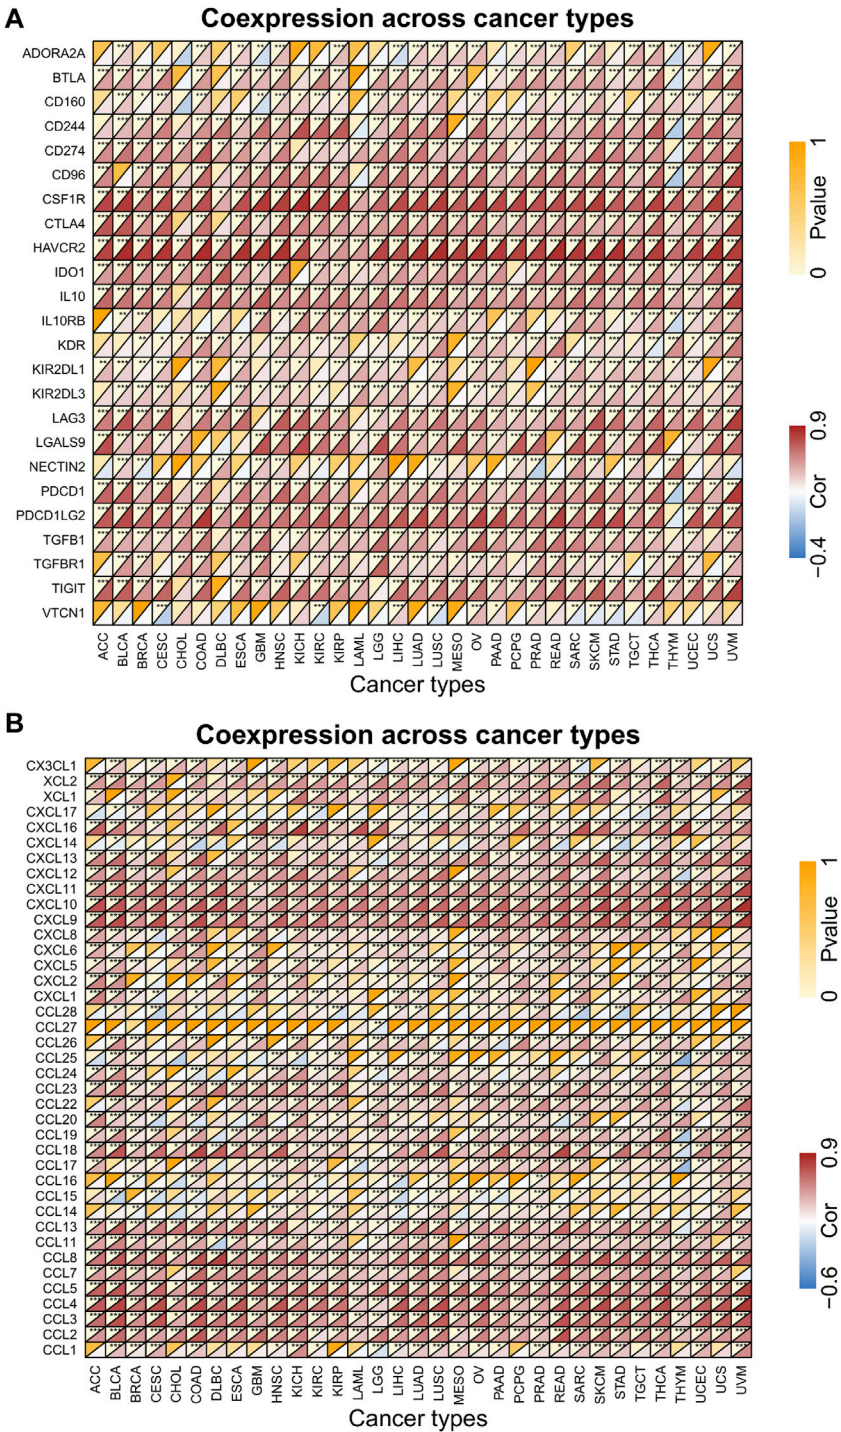 A
Coexpression across cancer types
ADORA2A
BTLA
CD160
CD244
CD274
CD96
CSF1R
CTLA4
HAVCR2
IDO1
IL10
IL10RB
KDR
KIR2DL1
KIR2DL3
LAG3
LGALS9
NECTIN2
PDCD1
PDCD1LG2
TGFB1
TGFBR1
TIGIT
VTCN1
ACC BLCA BRCA CESC CHOL COAD DLBC ESCA GBM HNSC KICH KIRC KIRP LAML LGG LIHC LUAD LUSC MESO OV PAAD PCPG PRAD READ SARC SKCM STAD TGCT THCA THYM UCEC UCS UVM
Cancer types
1
Pvalue
0
0.9
Cor
−0.4
B
Coexpression across cancer types
CX3CL1
XCL2
XCL1
CXCL17
CXCL16
CXCL14
CXCL13
CXCL12
CXCL11
CXCL10
CXCL9
CXCL8
CXCL6
CXCL5
CXCL2
CXCL1
CCL28
CCL27
CCL26
CCL25
CCL24
CCL23
CCL22
CCL20
CCL19
CCL18
CCL17
CCL16
CCL15
CCL14
CCL13
CCL11
CCL8
CCL7
CCL5
CCL4
CCL3
CCL2
CCL1
ACC BLCA BRCA CESC CHOL COAD DLBC ESCA GBM HNSC KICH KIRC KIRP LAML LGG LIHC LUAD LUSC MESO OV PAAD PCPG PRAD READ SARC SKCM STAD TGCT THCA THYM UCEC UCS UVM
Cancer types
1
Pvalue
0
0.9
Cor
−0.6